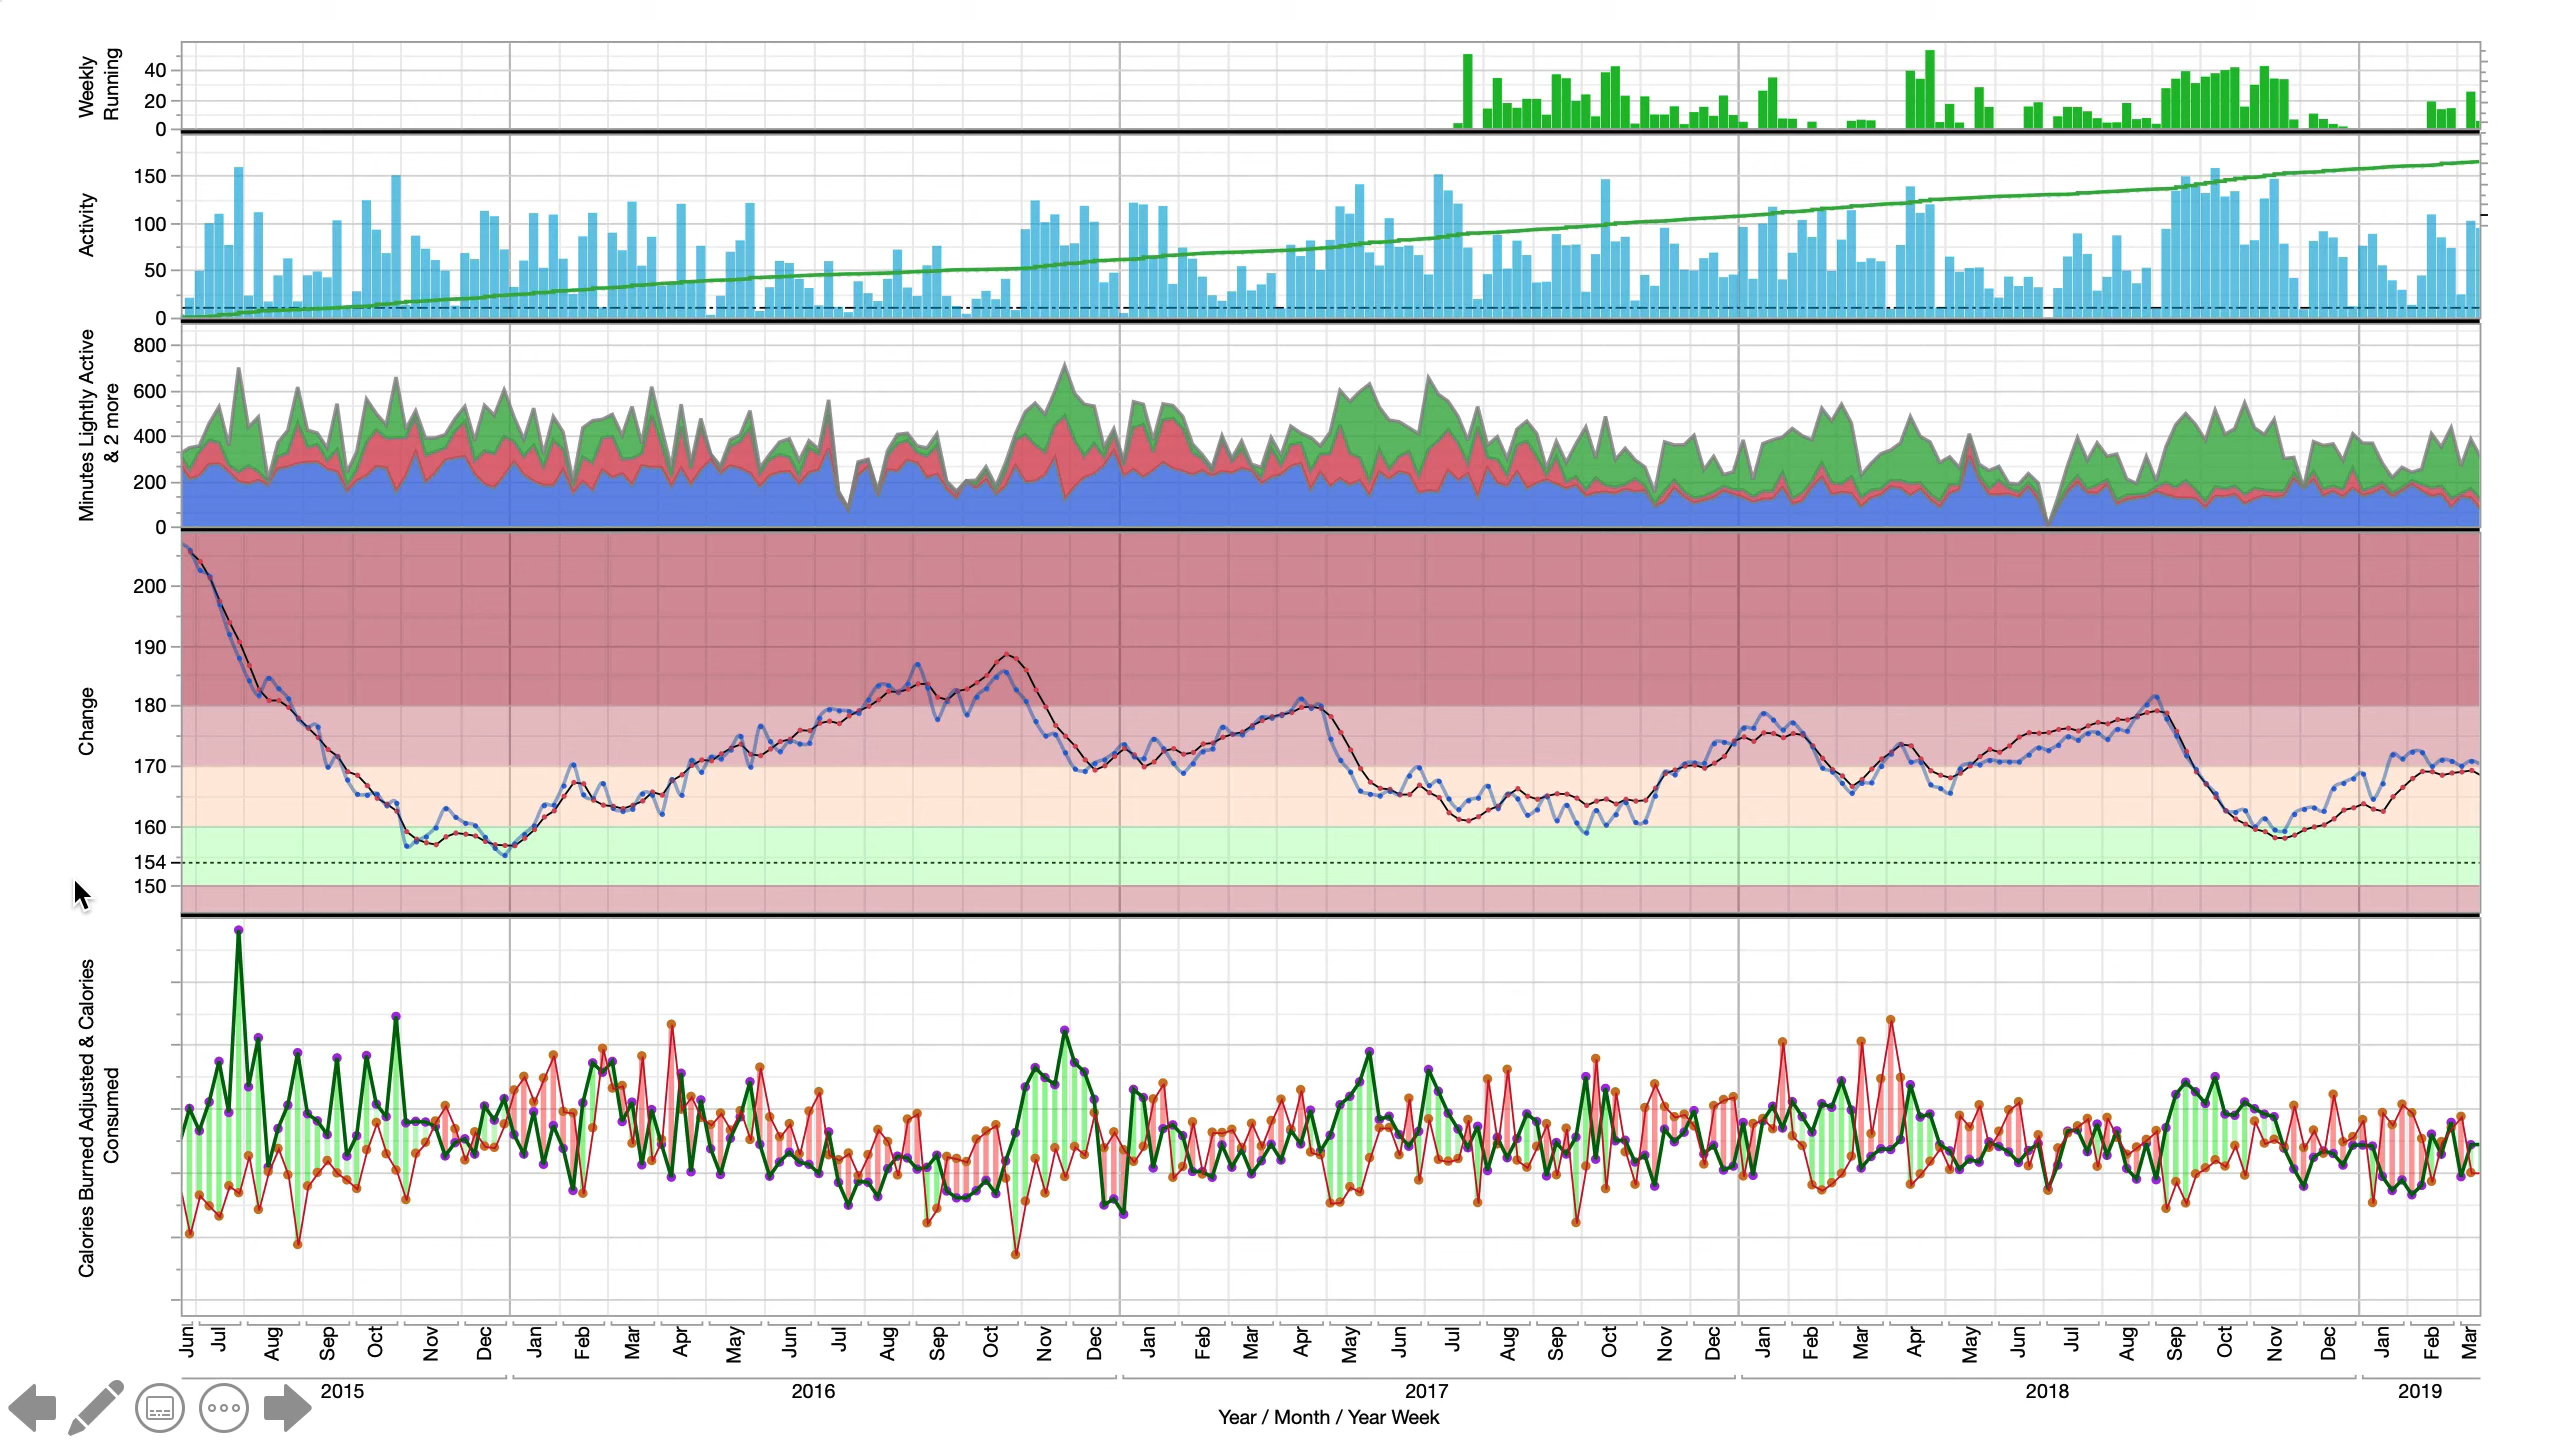 Weekly
Running
40
20
0
Activity
150
100
50
0
Minutes Lightly Active
& 2 more
800
600
400
200
0
Change
200
190
180
170
160
154
150
Calories Burned Adjusted & Calories
Consumed
Jun Jul Aug Sep Oct Nov Dec Jan Feb Mar Apr May Jun Jul Aug Sep Oct Nov Dec Jan Feb Mar Apr May Jun Jul Aug Sep Oct Nov Dec Jan Feb Mar Apr May Jun Jul Aug Sep Oct Nov Dec Jan Feb Mar
2015 2016 2017 2018 2019
Year / Month / Year Week